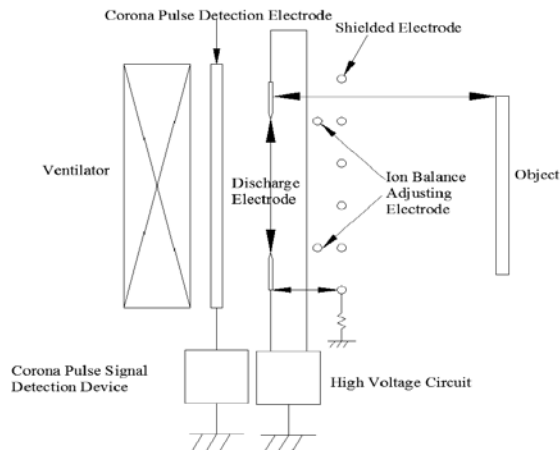 Corona Pulse Detection Electrode
Shielded Electrode
Ventilator
Discharge
Electrode
Ion Balance
Adjusting
Electrode
Object
Corona Pulse Signal
Detection Device
High Voltage Circuit